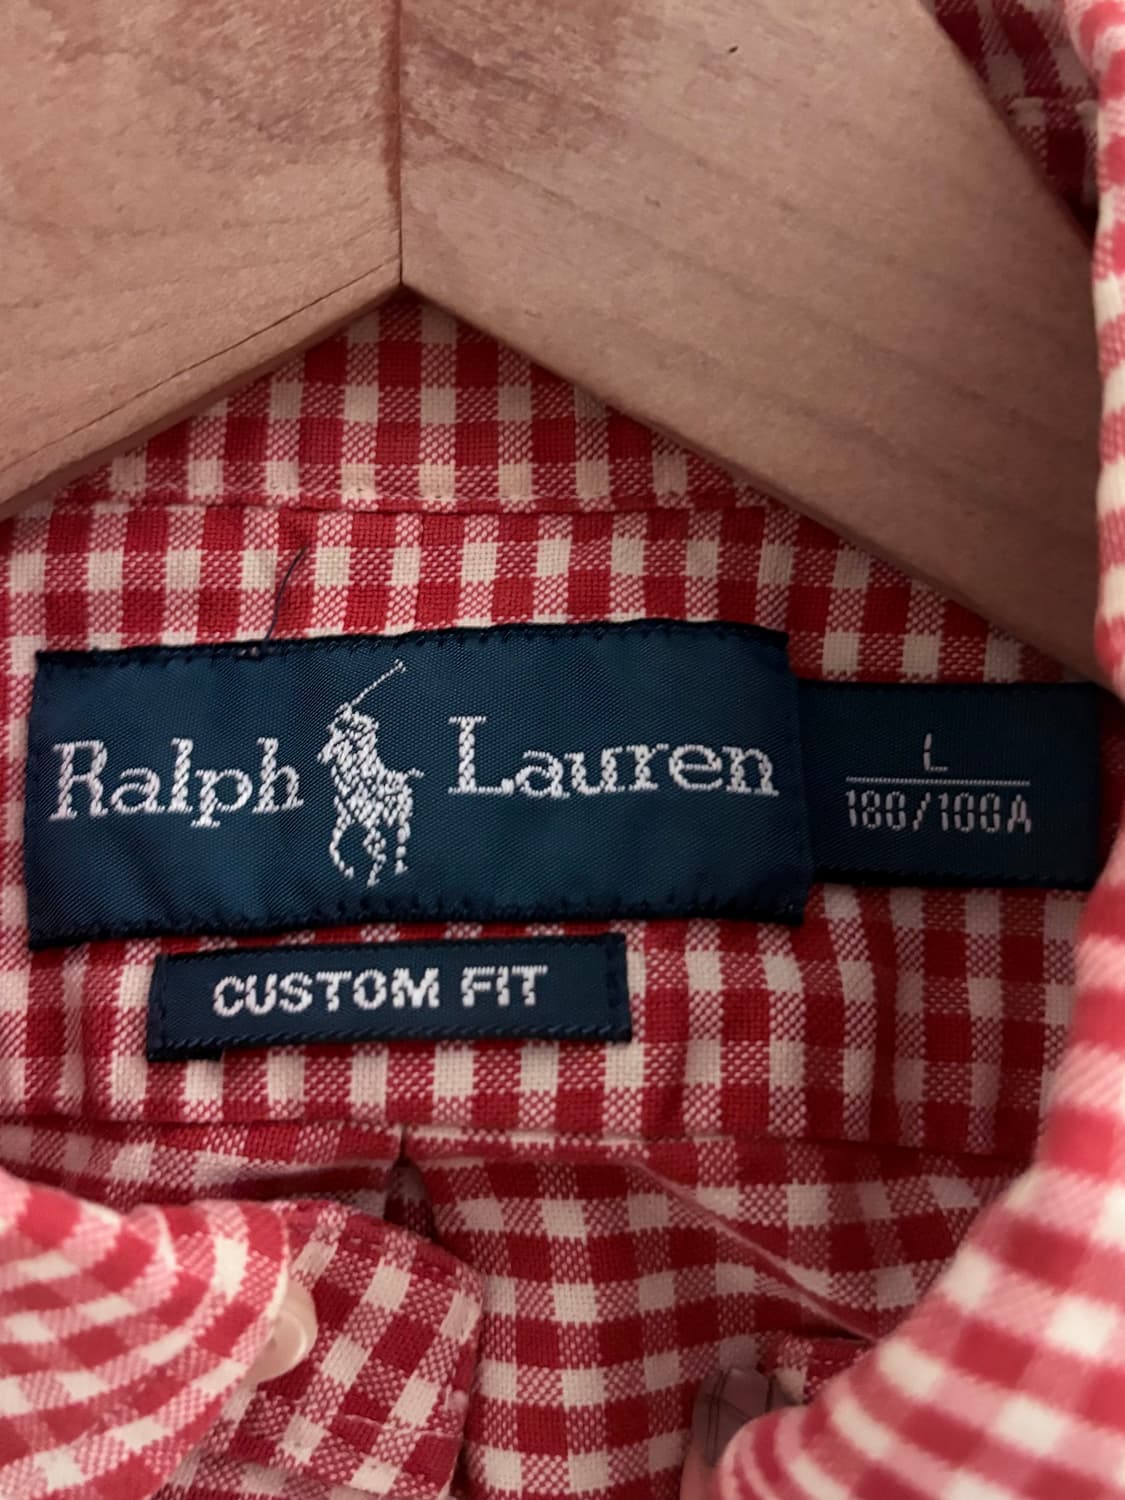 Ralph Lauren
L
180/100A
CUSTOM FIT